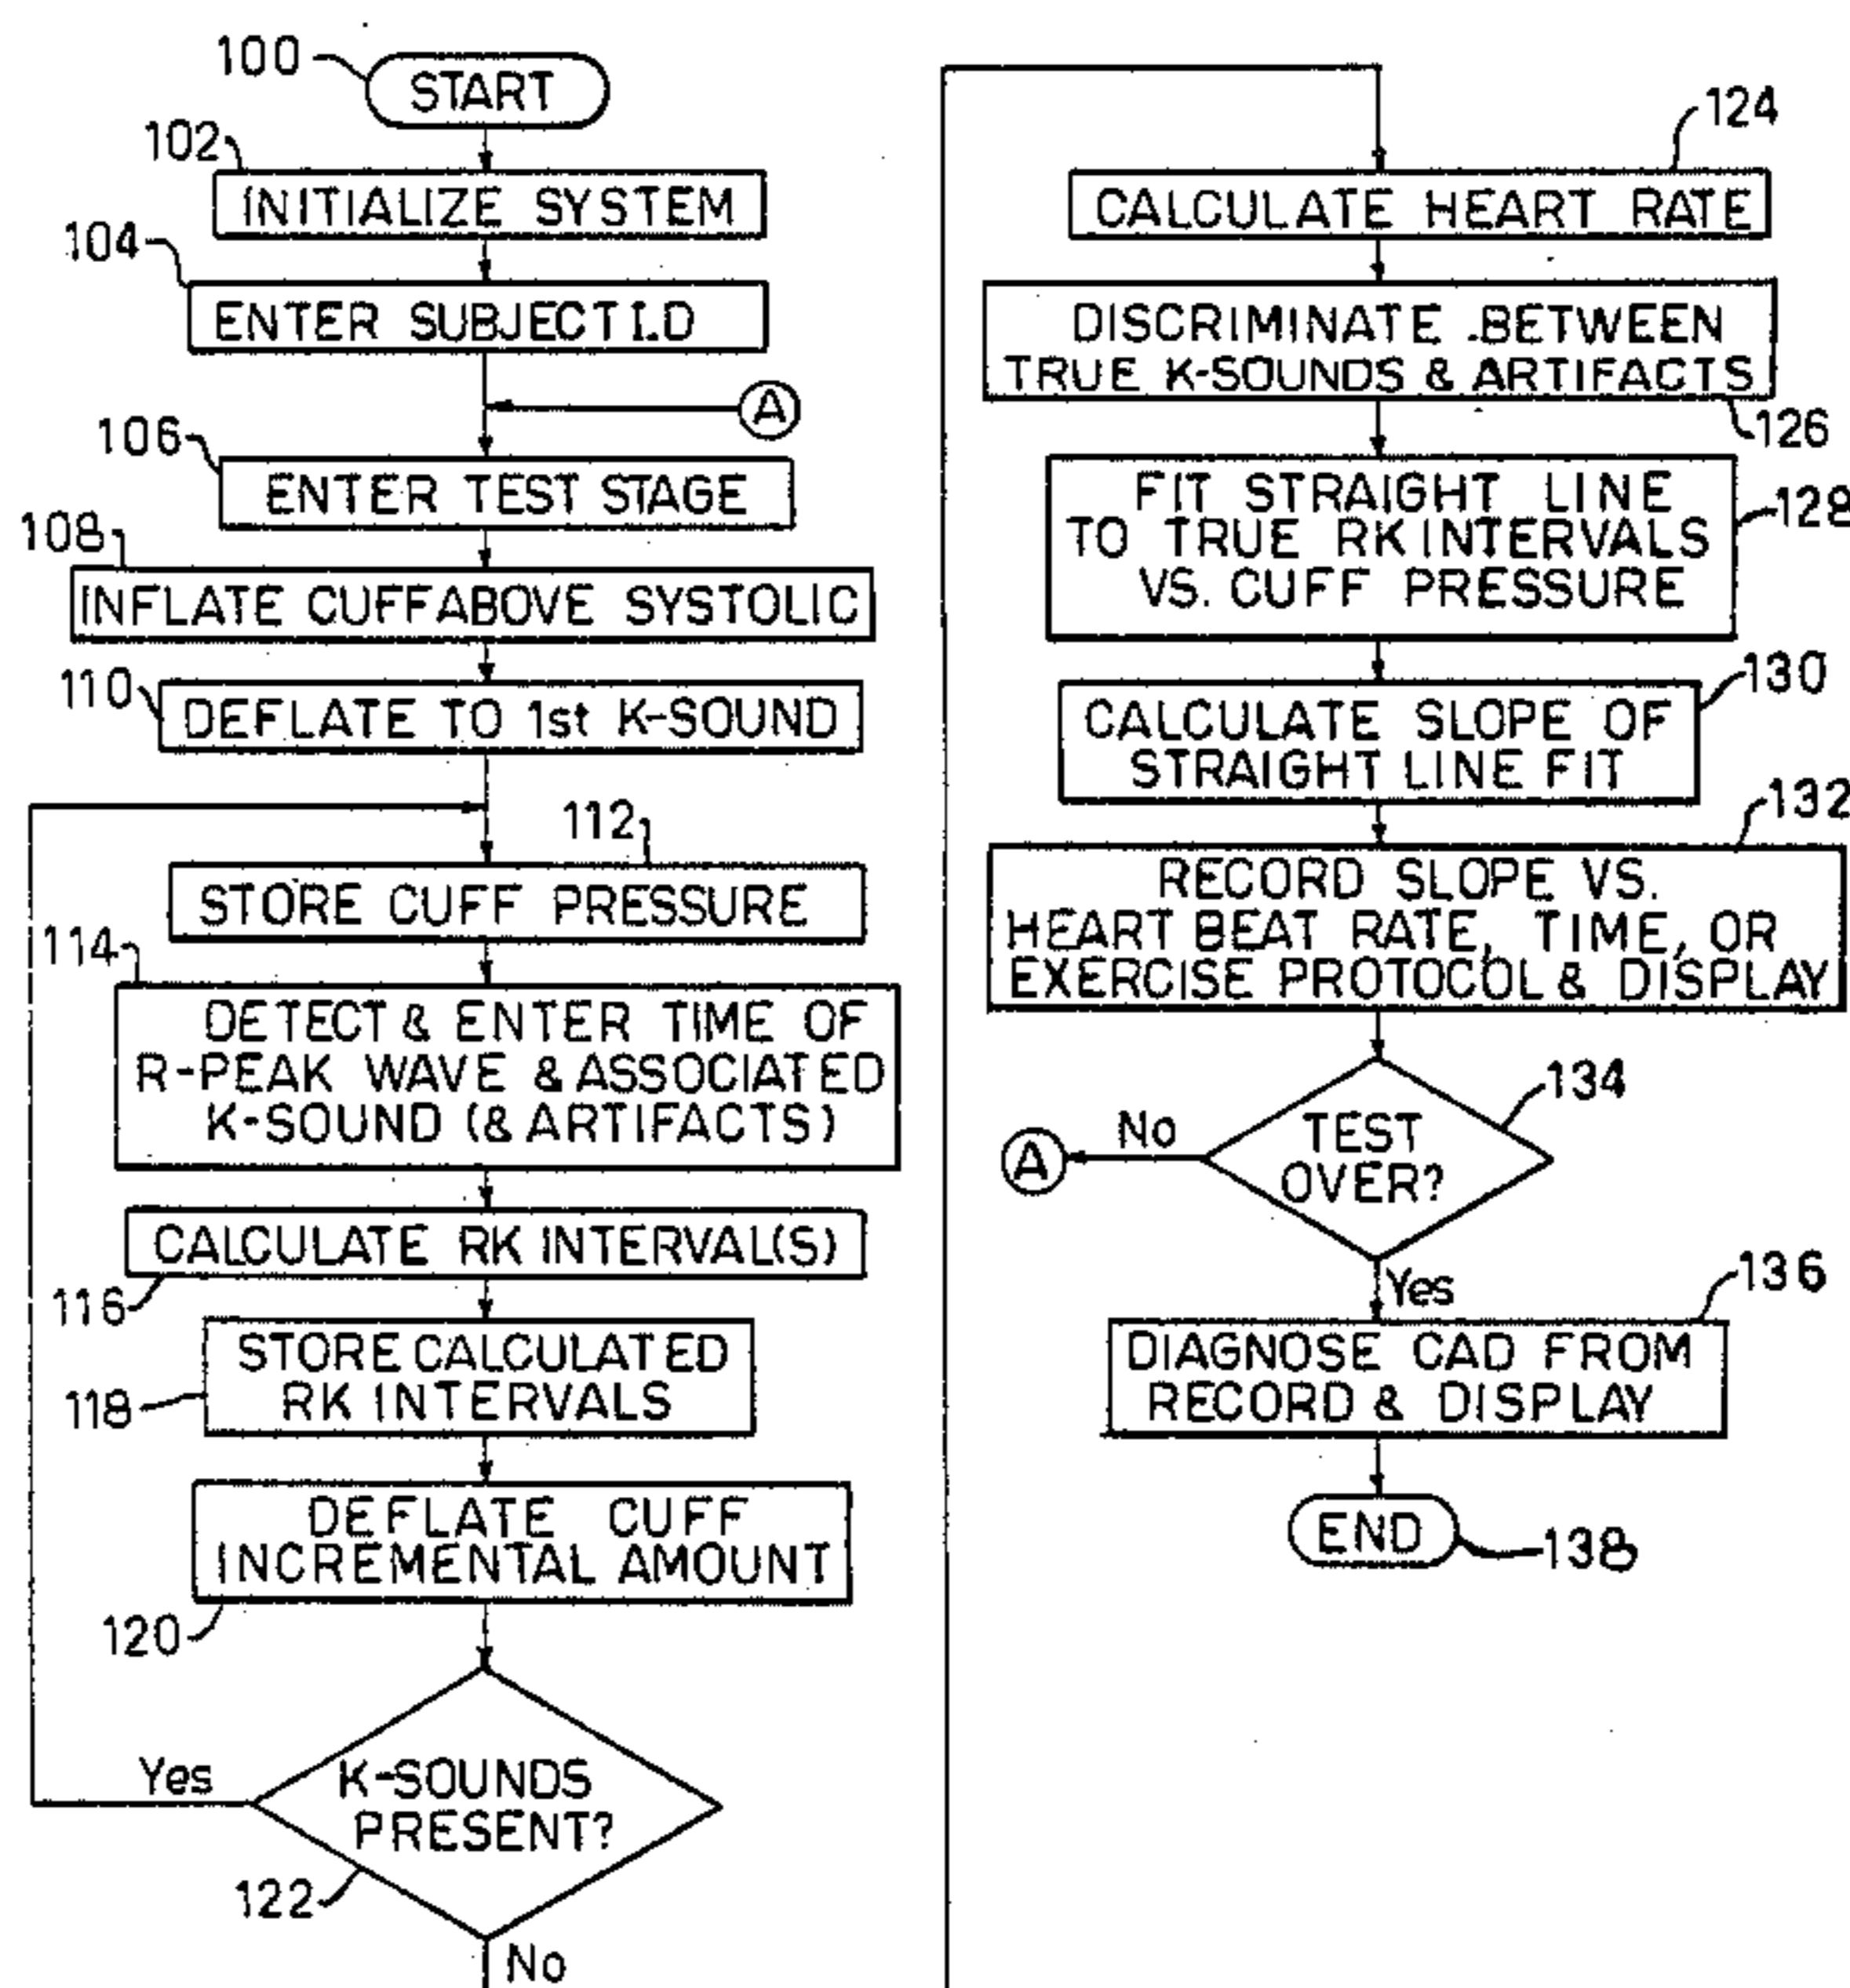 100
START
102
INITIALIZE SYSTEM
104
ENTER SUBJECT I.D
A
106
ENTER TEST STAGE
108
INFLATE CUFF ABOVE SYSTOLIC
110
DEFLATE TO 1st K-SOUND
112
STORE CUFF PRESSURE
114
DETECT & ENTER TIME OF
R-PEAK WAVE & ASSOCIATED
K-SOUND (& ARTIFACTS)
CALCULATE RK INTERVAL(S)
116
STORE CALCULATED
RK INTERVALS
118
DEFLATE CUFF
INCREMENTAL AMOUNT
120
K-SOUNDS
PRESENT?
Yes
122
No
124
CALCULATE HEART RATE
DISCRIMINATE BETWEEN
TRUE K-SOUNDS & ARTIFACTS
126
FIT STRAIGHT LINE
TO TRUE RK INTERVALS
VS. CUFF PRESSURE
128
130
CALCULATE SLOPE OF
STRAIGHT LINE FIT
132
RECORD SLOPE VS.
HEART BEAT RATE, TIME, OR
EXERCISE PROTOCOL & DISPLAY
134
TEST
OVER?
No
A
Yes
136
DIAGNOSE CAD FROM
RECORD & DISPLAY
END
138